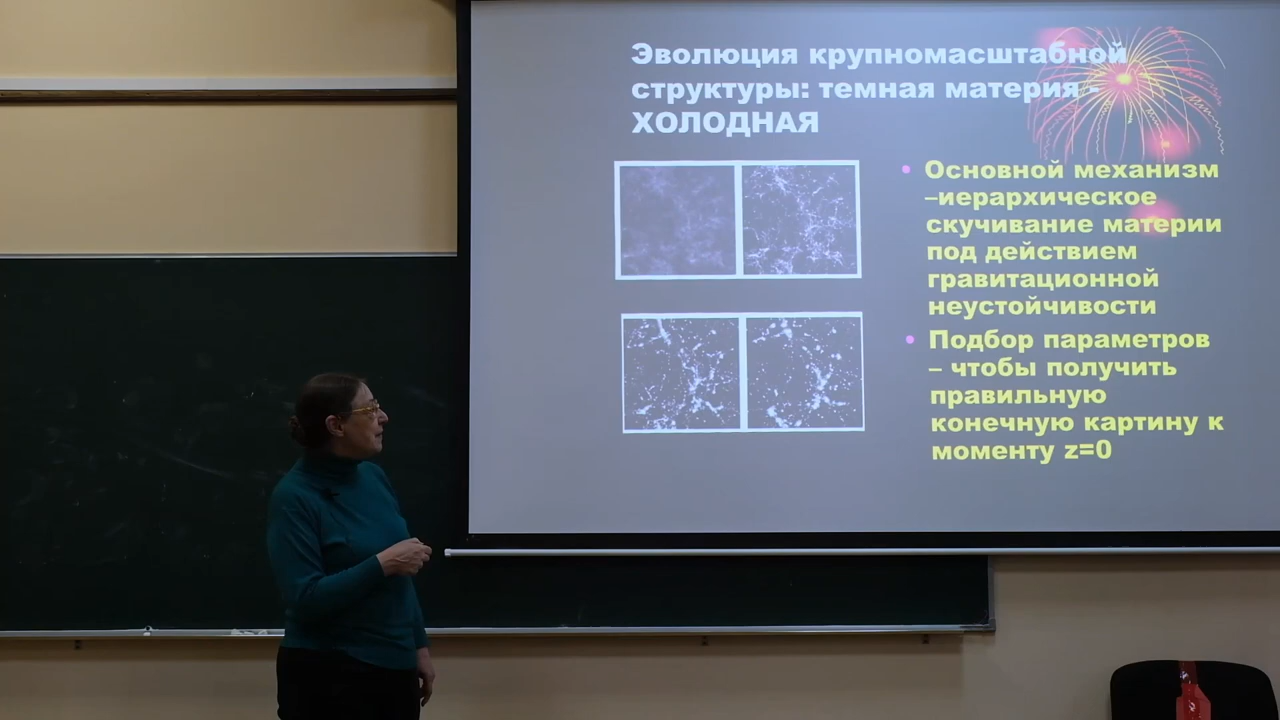 Эволюция крупномасштабной
структуры: темная материя -
ХОЛОДНАЯ
• Основной механизм
–иерархическое
скучивание материи
под действием
гравитационной
неустойчивости
• Подбор параметров
– чтобы получить
правильную
конечную картину к
моменту z=0